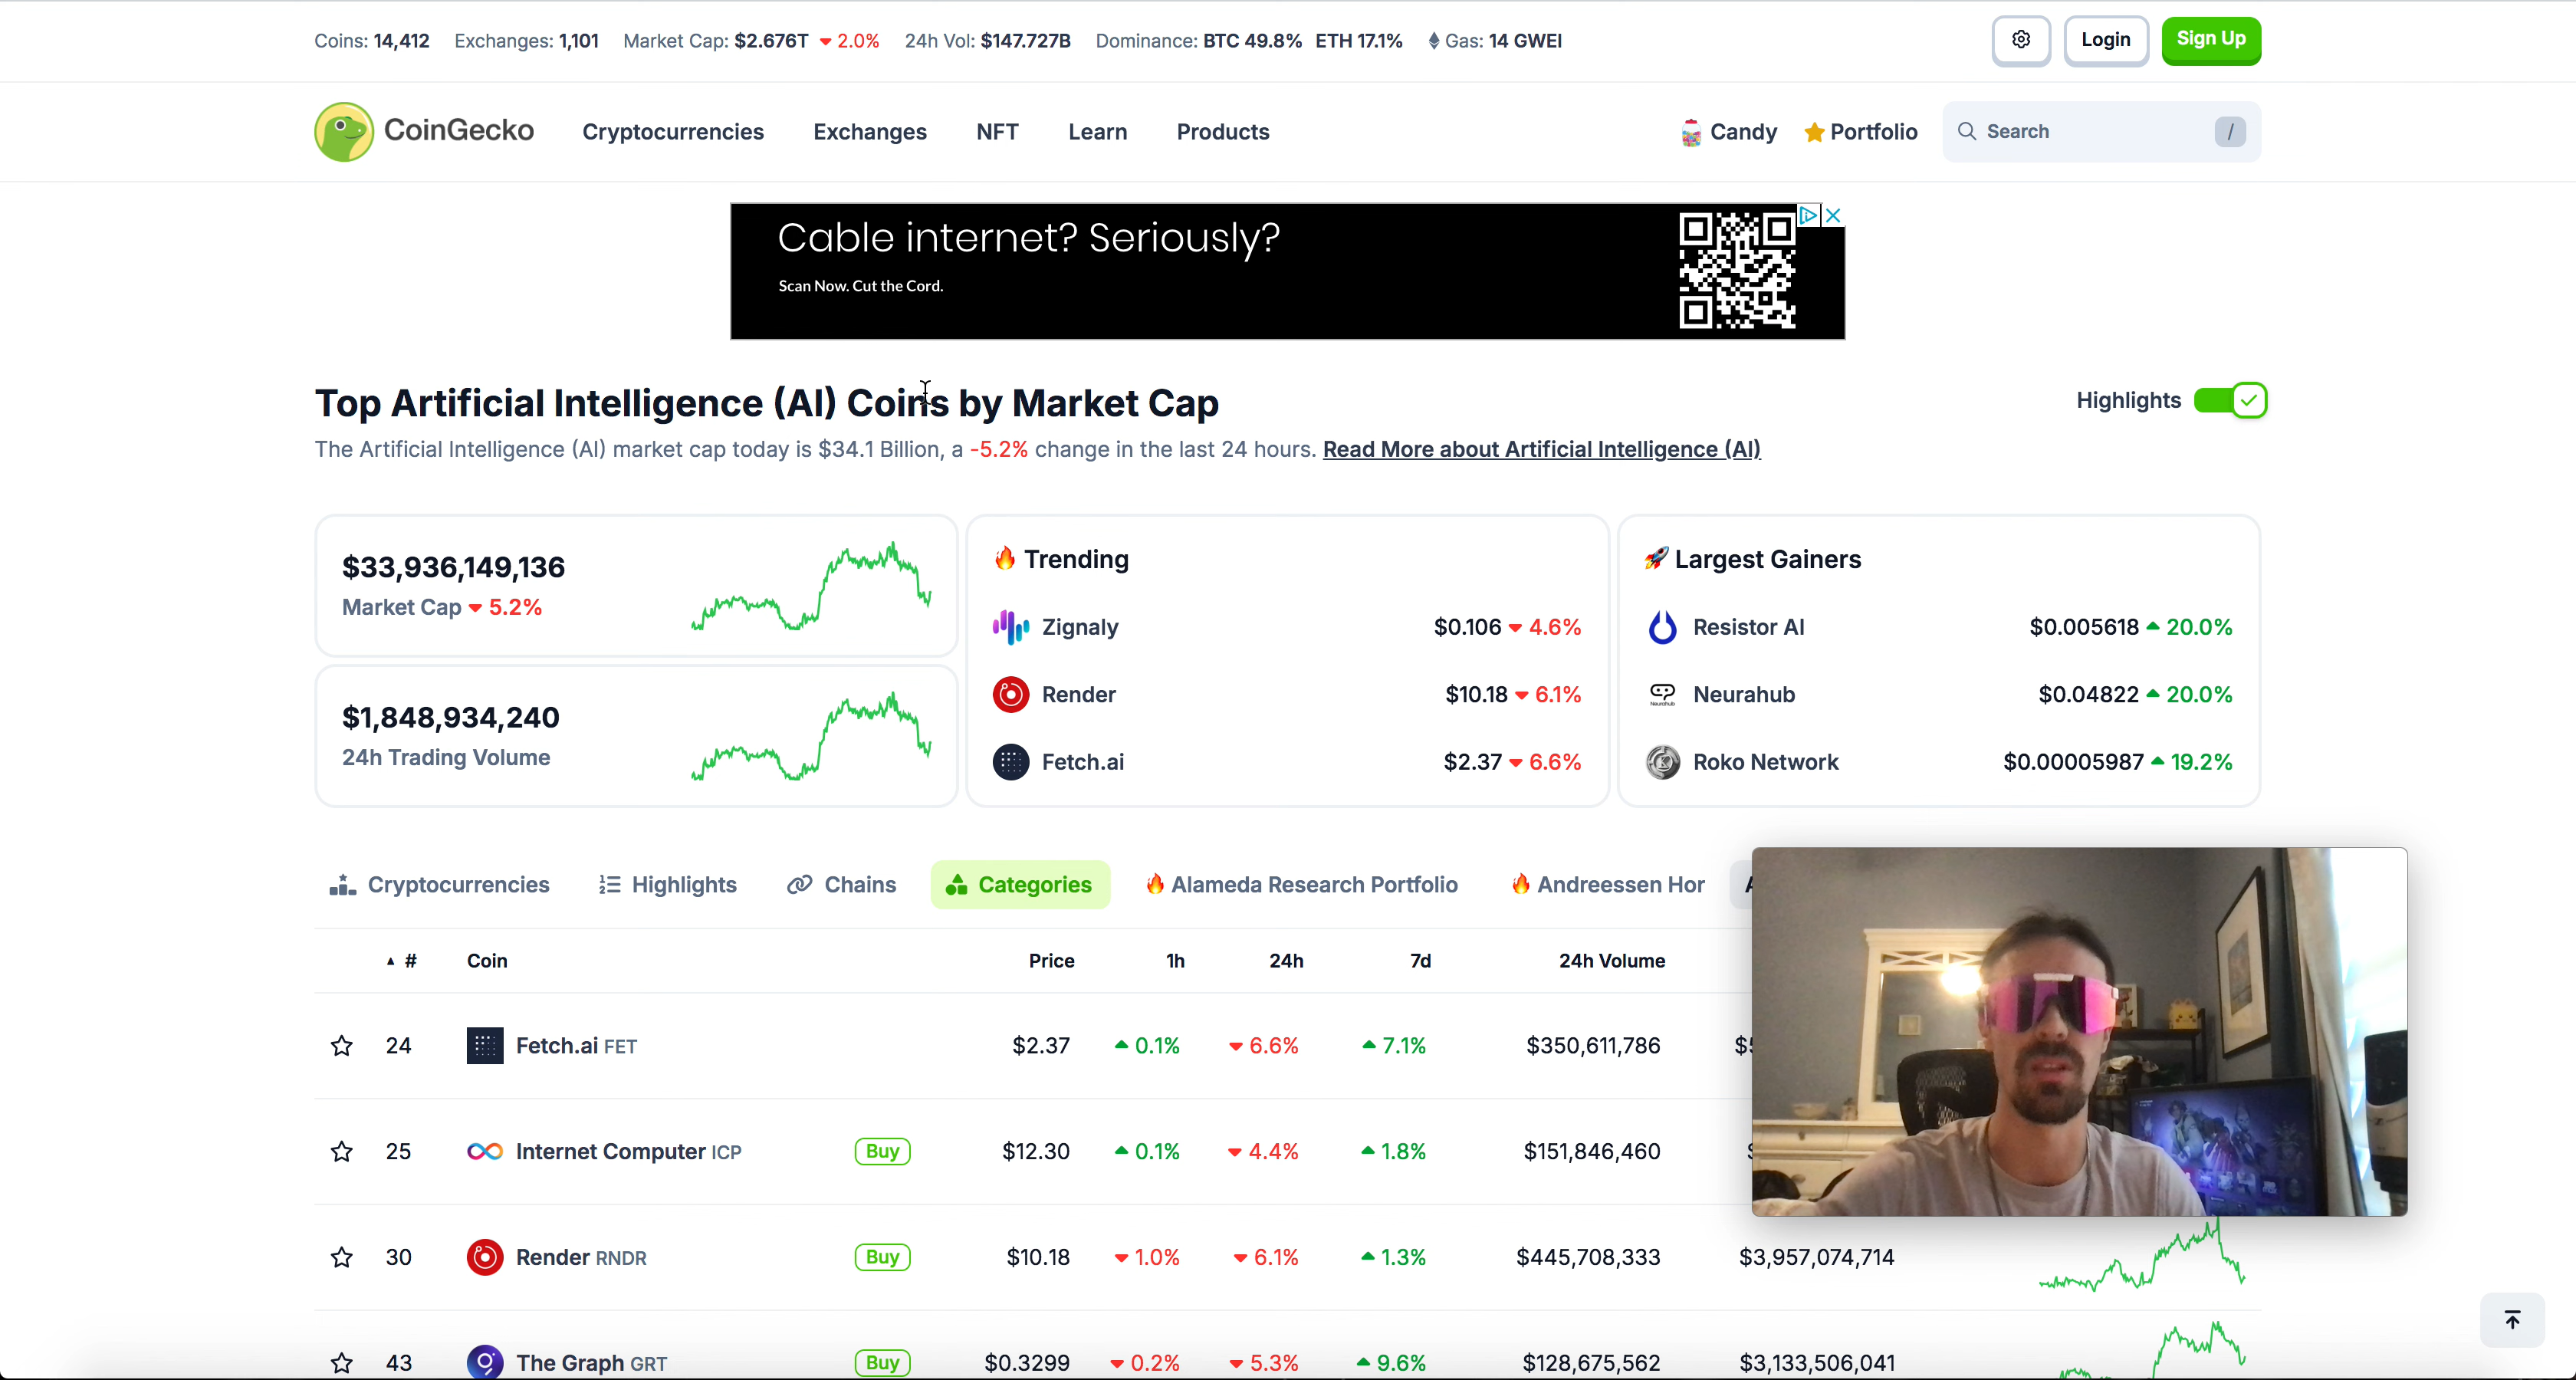 Coins: 14,412 Exchanges: 1,101 Market Cap: $2.676T 2.0% 24h Vol: $147.727B Dominance: BTC 49.8% ETH 17.1% Gas: 14 GWEI Login Sign Up
CoinGecko Cryptocurrencies Exchanges NFT Learn Products Candy Portfolio Search /
Cable internet? Seriously?
Scan Now. Cut the Cord.
Top Artificial Intelligence (AI) Coins by Market Cap Highlights
The Artificial Intelligence (AI) market cap today is $34.1 Billion, a -5.2% change in the last 24 hours. Read More about Artificial Intelligence (AI)
$33,936,149,136
Market Cap 5.2%
$1,848,934,240
24h Trading Volume
Trending
Zignaly $0.106 4.6%
Render $10.18 6.1%
Fetch.ai $2.37 6.6%
Largest Gainers
Resistor AI $0.005618 20.0%
Neurahub $0.04822 20.0%
Roko Network $0.00005987 19.2%
Cryptocurrencies Highlights Chains Categories Alameda Research Portfolio Andreessen Hor
# Coin Price 1h 24h 7d 24h Volume
24 Fetch.ai FET $2.37 0.1% 6.6% 7.1% $350,611,786
25 Internet Computer ICP Buy $12.30 0.1% 4.4% 1.8% $151,846,460
30 Render RNDR Buy $10.18 1.0% 6.1% 1.3% $445,708,333 $3,957,074,714
43 The Graph GRT Buy $0.3299 0.2% 5.3% 9.6% $128,675,562 $3,133,506,041